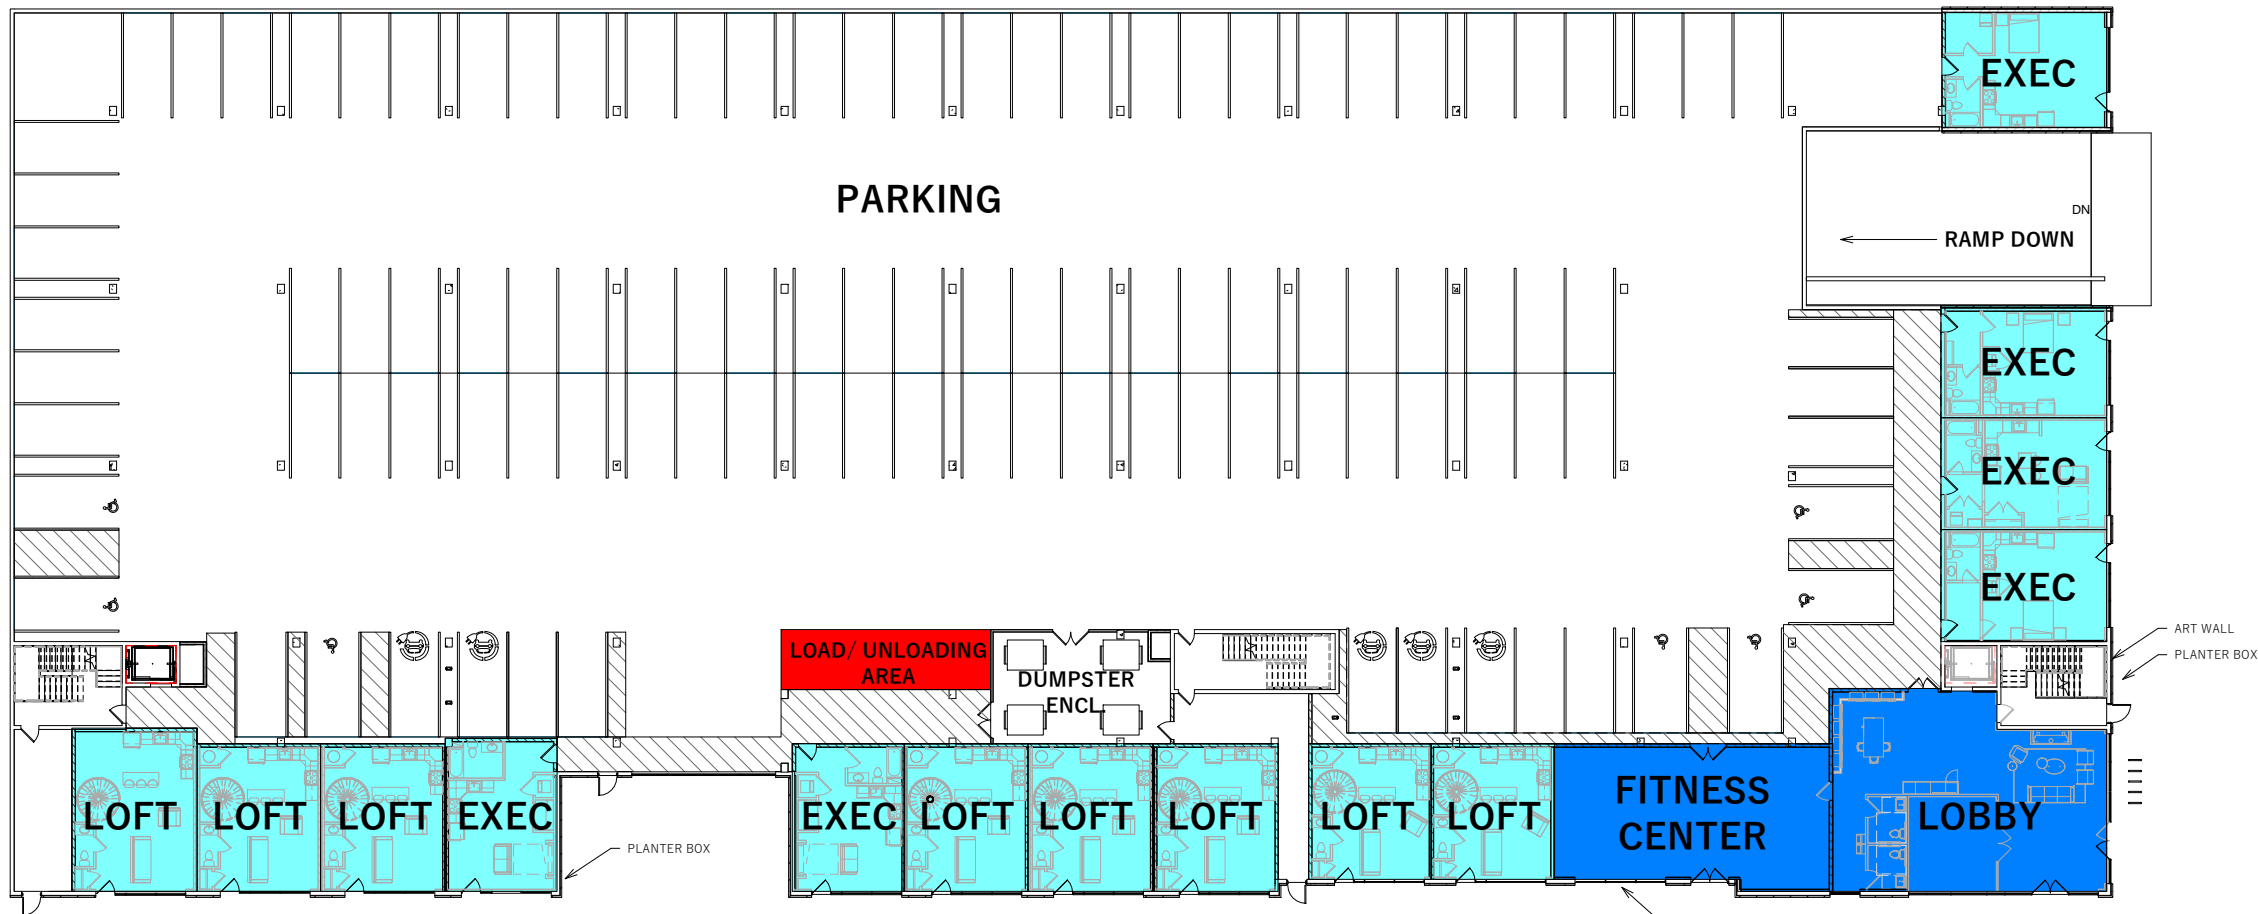 EXEC
PARKING
DN
RAMP DOWN
EXEC
EXEC
EXEC
ART WALL
PLANTER BOX
LOAD/ UNLOADING
AREA
DUMPSTER
ENCL.
LOFT
LOFT
LOFT
EXEC
PLANTER BOX
EXEC
LOFT
LOFT
LOFT
LOFT
LOFT
FITNESS
CENTER
LOBBY